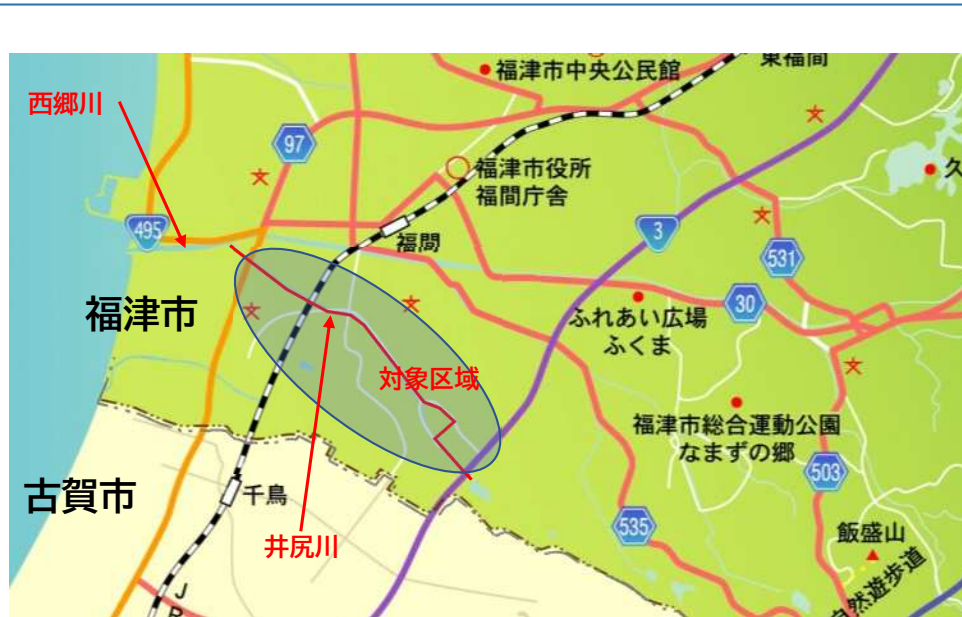 東福間
福津市中央公民館
西郷川
97
福津市役所
福間庁舎
久
495
福間
3
531
30
福津市
ふれあい広場
ふくま
対象区域
福津市総合運動公園
なまずの郷
503
古賀市
千鳥
535
井尻川
飯盛山
自然遊歩道
J
R